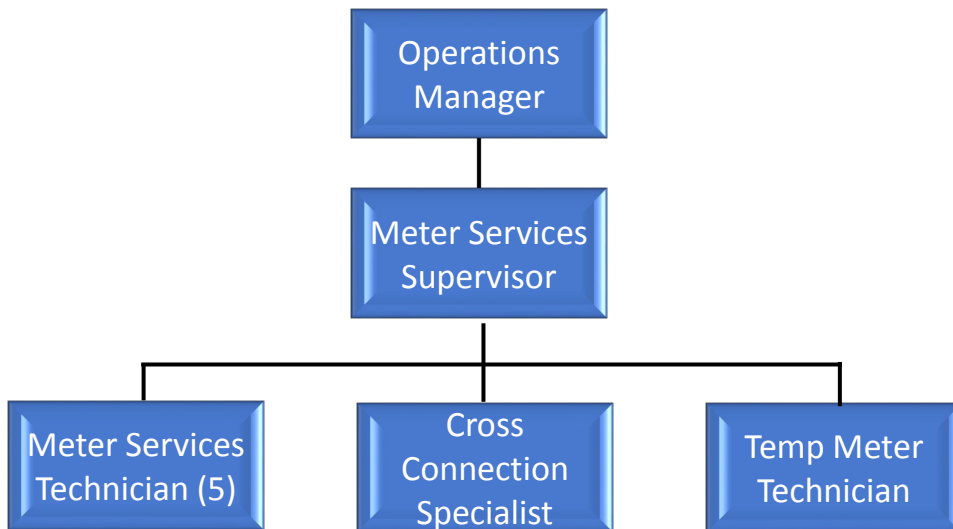 Operations
Manager
Meter Services
Supervisor
Meter Services
Technician (5)
Cross
Connection
Specialist
Temp Meter
Technician